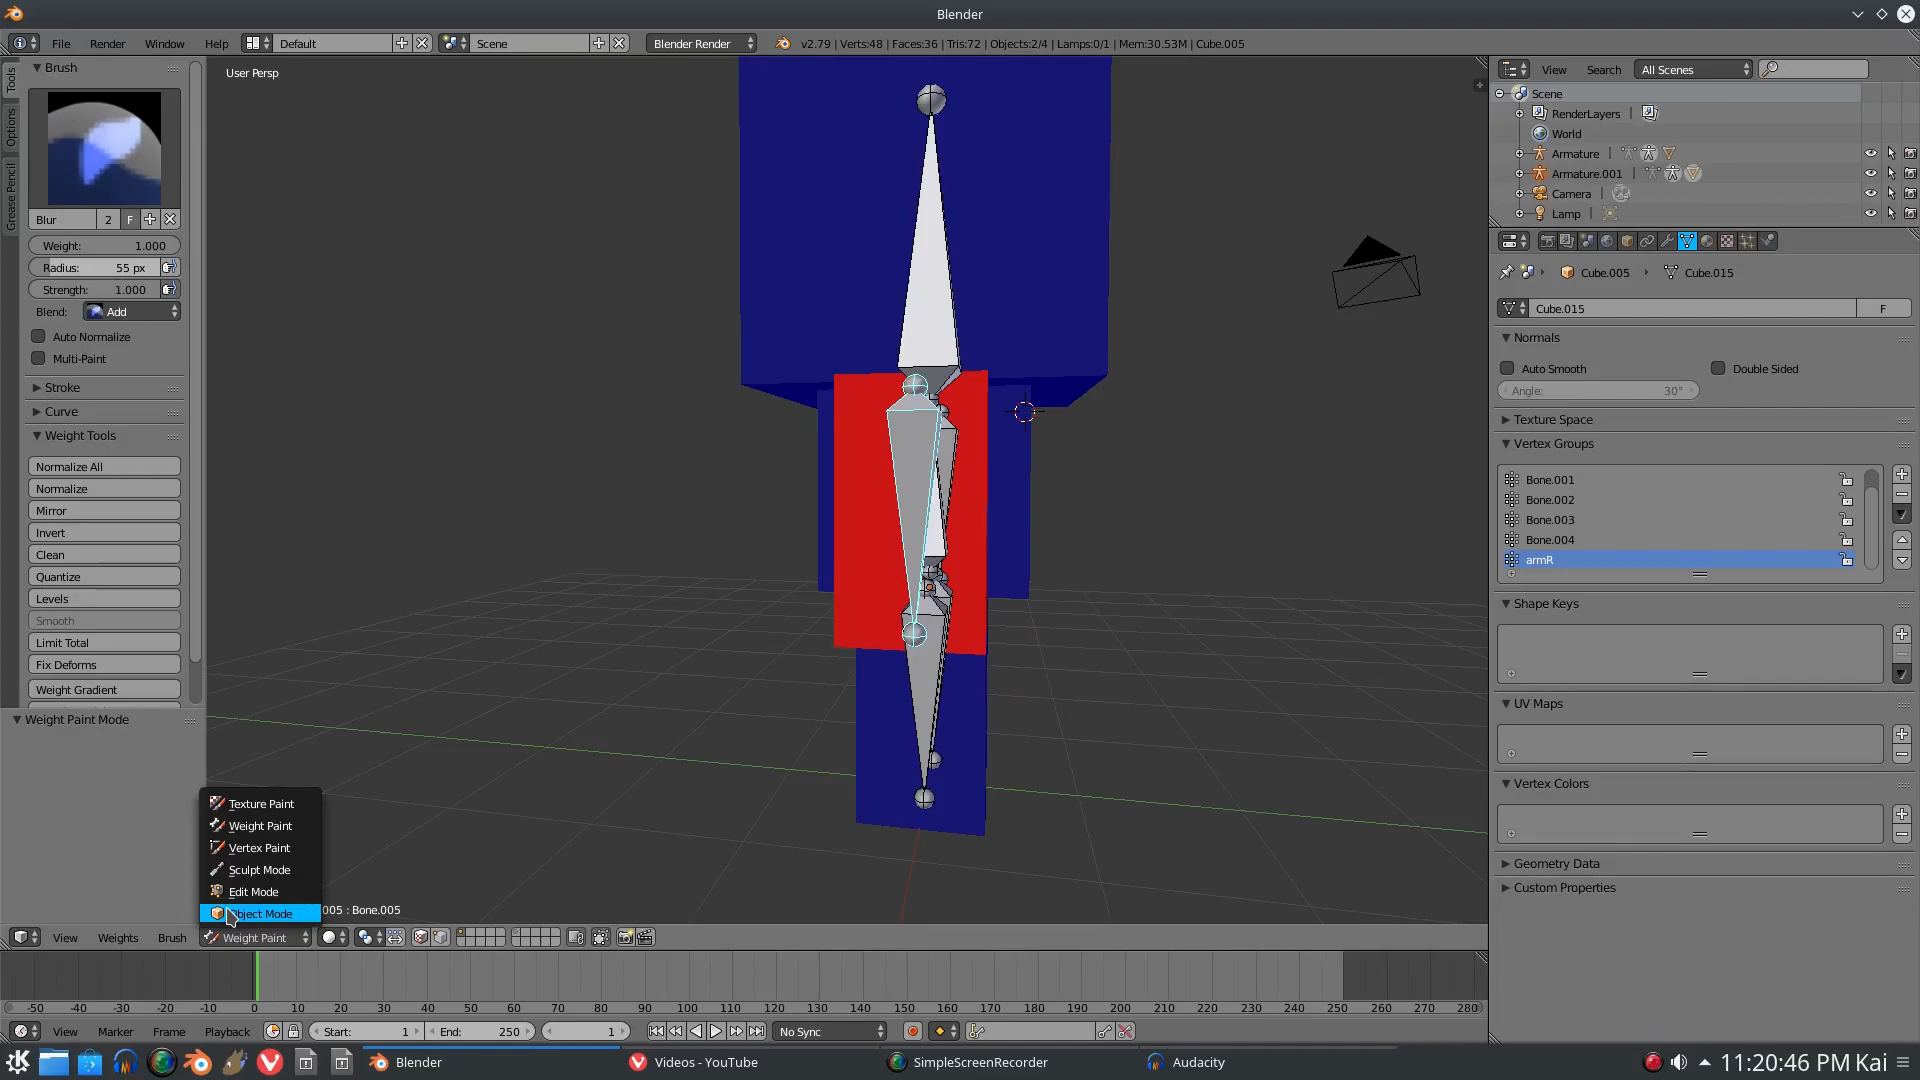 Blender
File Render Window Help Default Scene Blender Render v2.79 | Verts:48 | Faces:36 | Tris:72 | Objects:2/4 | Lamps:0/1 | Mem:30.53M | Cube.005
Tools
Options
Grease Pencil
Brush
Blur 2 F
Weight: 1.000
Radius: 55 px
Strength: 1.000
Blend: Add
Auto Normalize
Multi-Paint
Stroke
Curve
Weight Tools
Normalize All
Normalize
Mirror
Invert
Clean
Quantize
Levels
Smooth
Limit Total
Fix Deforms
Weight Gradient
Weight Paint Mode
User Persp
Texture Paint
Weight Paint
Vertex Paint
Sculpt Mode
Edit Mode
Object Mode
005 : Bone.005
View Weights Brush Weight Paint
View Search All Scenes
Scene
RenderLayers
World
Armature
Armature.001
Camera
Lamp
Cube.005 Cube.015
Cube.015 F
Normals
Auto Smooth Double Sided
Angle: 30°
Texture Space
Vertex Groups
Bone.001
Bone.002
Bone.003
Bone.004
armR
Shape Keys
UV Maps
Vertex Colors
Geometry Data
Custom Properties
-50 -40 -30 -20 -10 0 10 20 30 40 50 60 70 80 90 100 110 120 130 140 150 160 170 180 190 200 210 220 230 240 250 260 270 280
View Marker Frame Playback Start: 1 End: 250 1 No Sync
Blender Videos - YouTube SimpleScreenRecorder Audacity 11:20:46 PM Kai